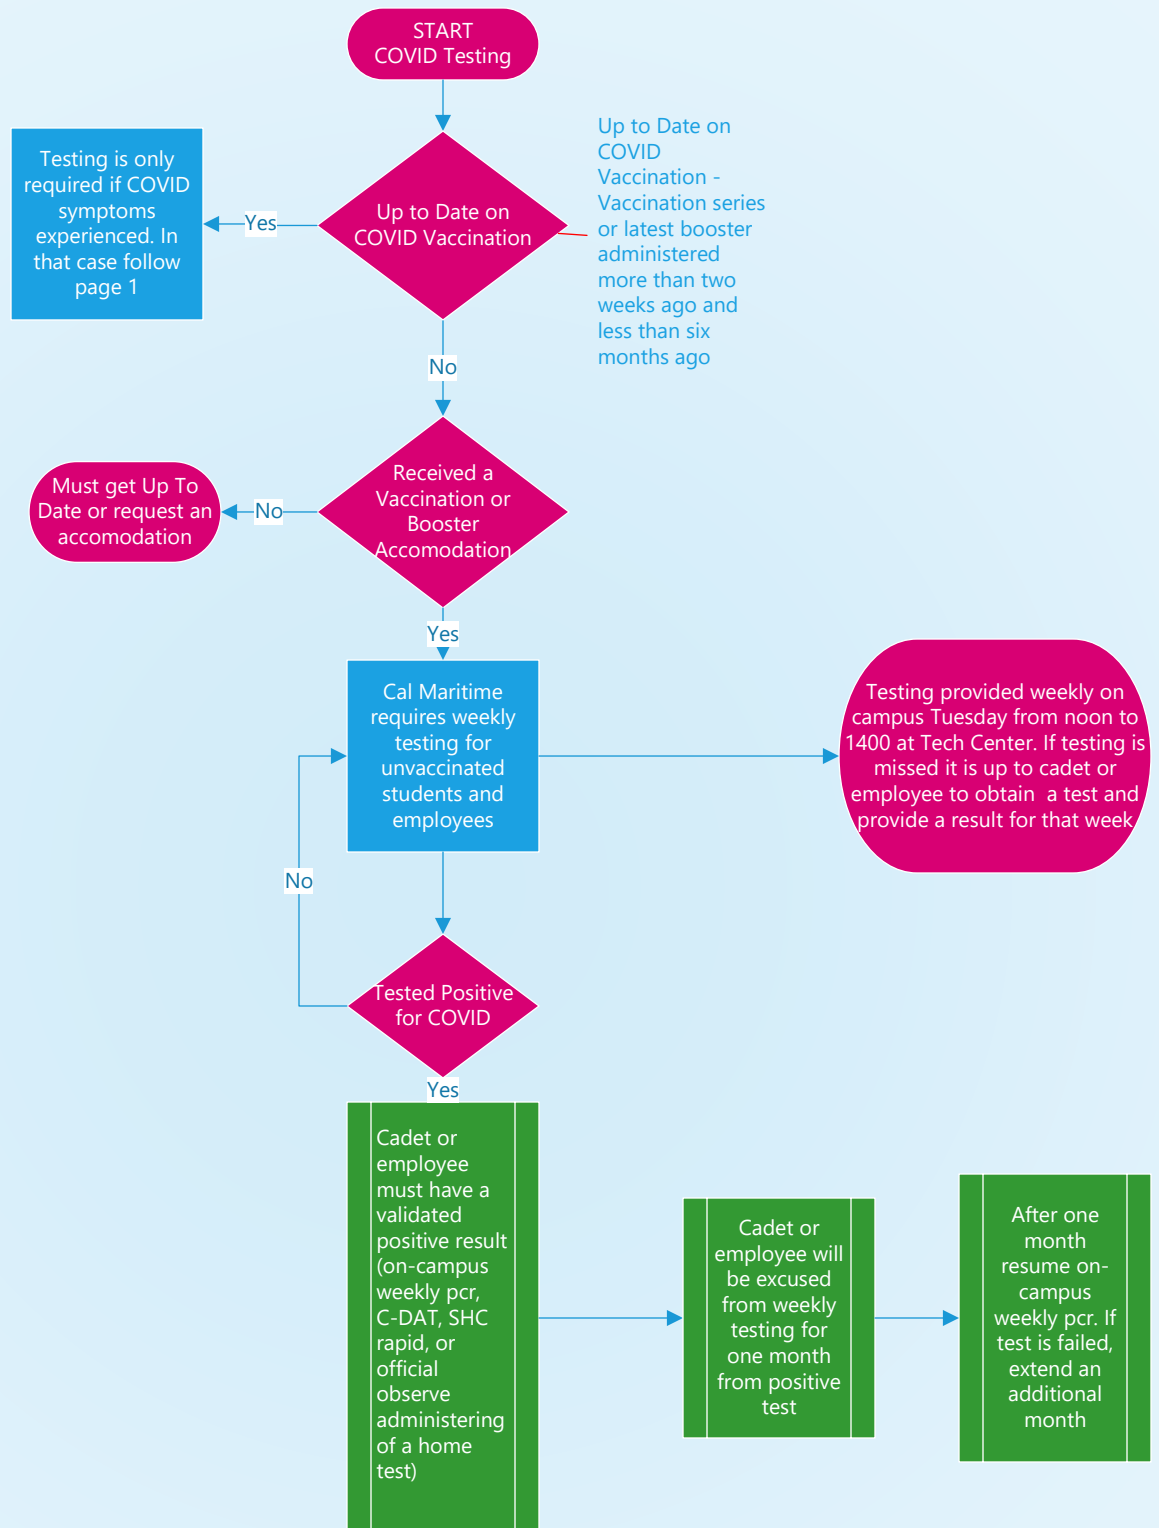 START
COVID Testing
Testing is only
required if COVID
symptoms
experienced. In
that case follow
page 1
Yes
Up to Date on
COVID Vaccination
Up to Date on
COVID
Vaccination -
Vaccination series
or latest booster
administered
more than two
weeks ago and
less than six
months ago
No
Must get Up To
Date or request an
accomodation
No
Received a
Vaccination or
Booster
Accomodation
Yes
Cal Maritime
requires weekly
testing for
unvaccinated
students and
employees
Testing provided weekly on
campus Tuesday from noon to
1400 at Tech Center. If testing is
missed it is up to cadet or
employee to obtain  a test and
provide a result for that week
No
Tested Positive
for COVID
Yes
Cadet or
employee
must have a
validated
positive result
(on-campus
weekly pcr,
C-DAT, SHC
rapid, or
official
observe
administering
of a home
test)
Cadet or
employee will
be excused
from weekly
testing for
one month
from positive
test
After one
month
resume on-
campus
weekly pcr. If
test is failed,
extend an
additional
month